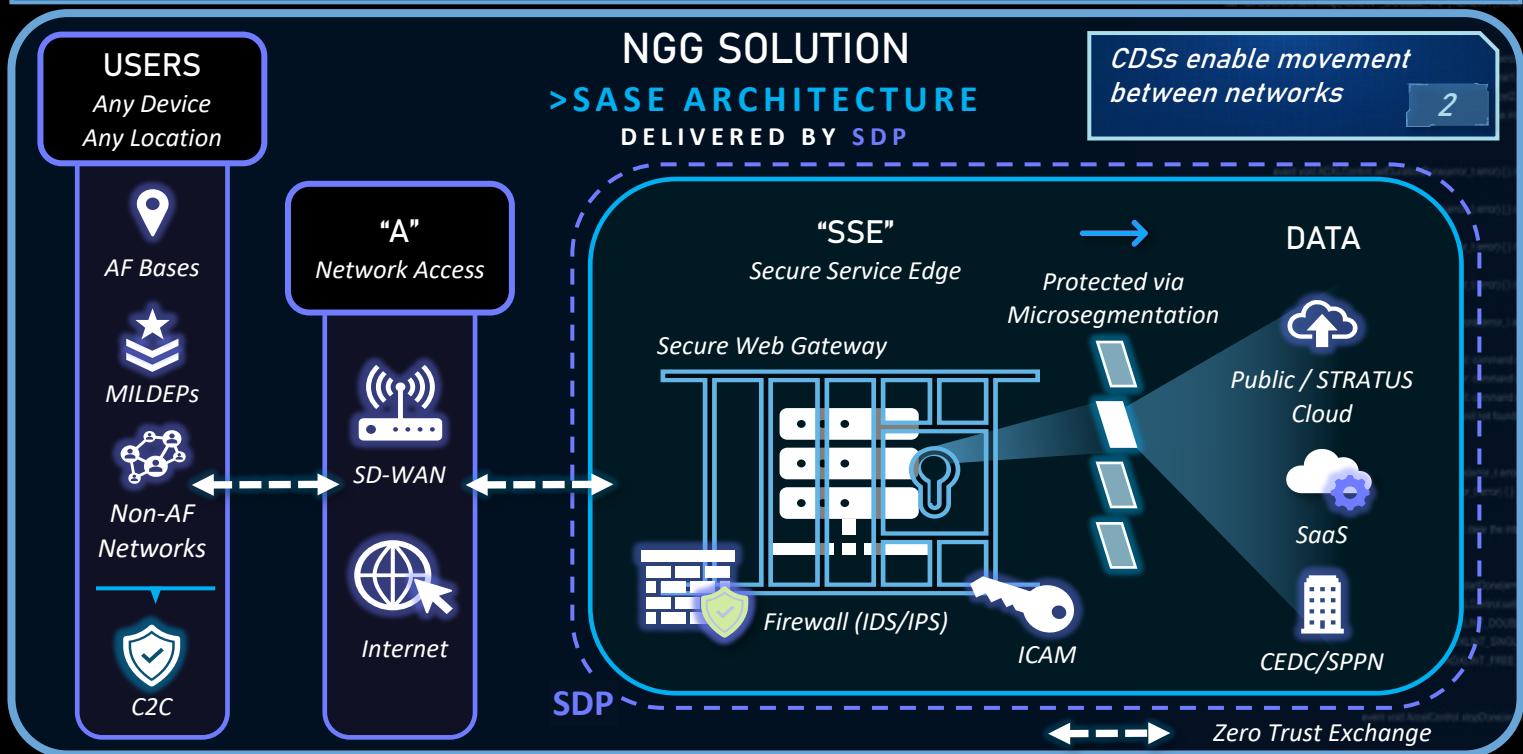 NGG SOLUTION
>SASE ARCHITECTURE
DELIVERED BY SDP
CDSs enable movement
between networks
2
USERS
Any Device
Any Location
AF Bases
MILDEPs
Non-AF
Networks
C2C
“A”
Network Access
SD-WAN
Internet
“SSE”
Secure Service Edge
Secure Web Gateway
Firewall (IDS/IPS)
ICAM
Protected via
Microsegmentation
DATA
Public / STRATUS
Cloud
SaaS
CEDC/SPPN
SDP
Zero Trust Exchange